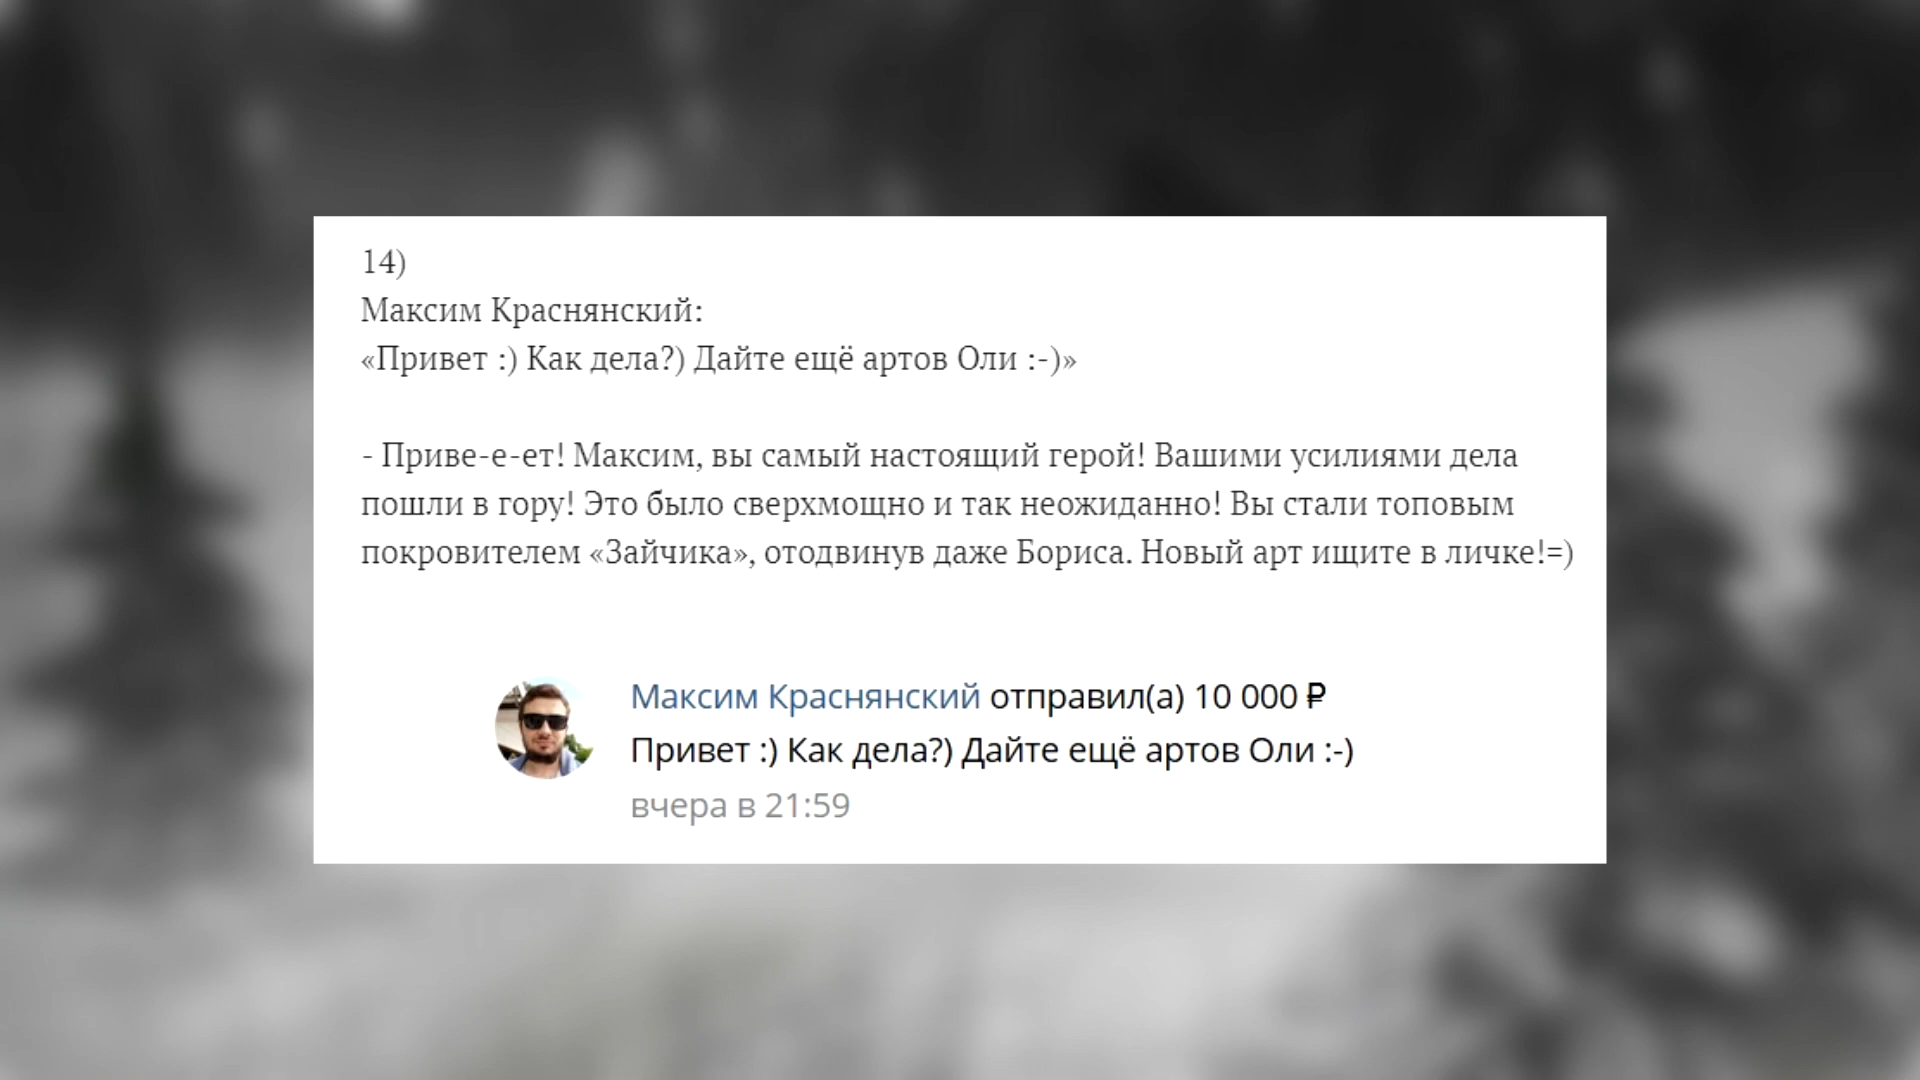 14)
Максим Краснянский:
«Привет :) Как дела?) Дайте ещё артов Оли :-)»
- Приве-е-ет! Максим, вы самый настоящий герой! Вашими усилиями дела
пошли в гору! Это было сверхмощно и так неожиданно! Вы стали топовым
покровителем «Зайчика», отодвинув даже Бориса. Новый арт ищите в личке!=)
Максим Краснянский отправил(а) 10 000 ₽
Привет :) Как дела?) Дайте ещё артов Оли :-)
вчера в 21:59